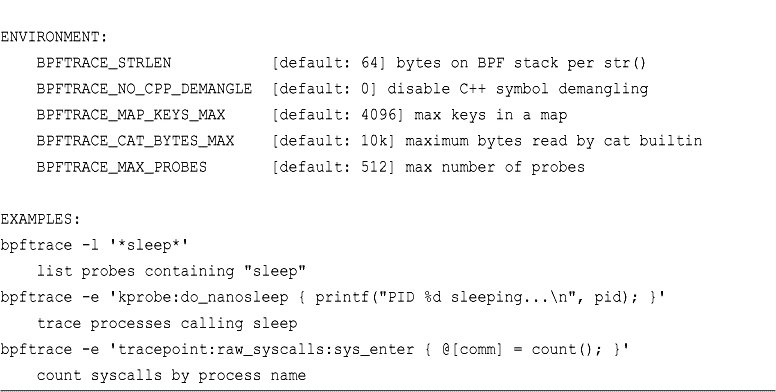 ENVIRONMENT:
    BPFTRACE_STRLEN           [default: 64] bytes on BPF stack per str()
    BPFTRACE_NO_CPP_DEMANGLE  [default: 0] disable C++ symbol demangling
    BPFTRACE_MAP_KEYS_MAX     [default: 4096] max keys in a map
    BPFTRACE_CAT_BYTES_MAX    [default: 10k] maximum bytes read by cat builtin
    BPFTRACE_MAX_PROBES       [default: 512] max number of probes

EXAMPLES:
bpftrace -l '*sleep*'
    list probes containing "sleep"
bpftrace -e 'kprobe:do_nanosleep { printf("PID %d sleeping...\n", pid); }'
    trace processes calling sleep
bpftrace -e 'tracepoint:raw_syscalls:sys_enter { @[comm] = count(); }'
    count syscalls by process name